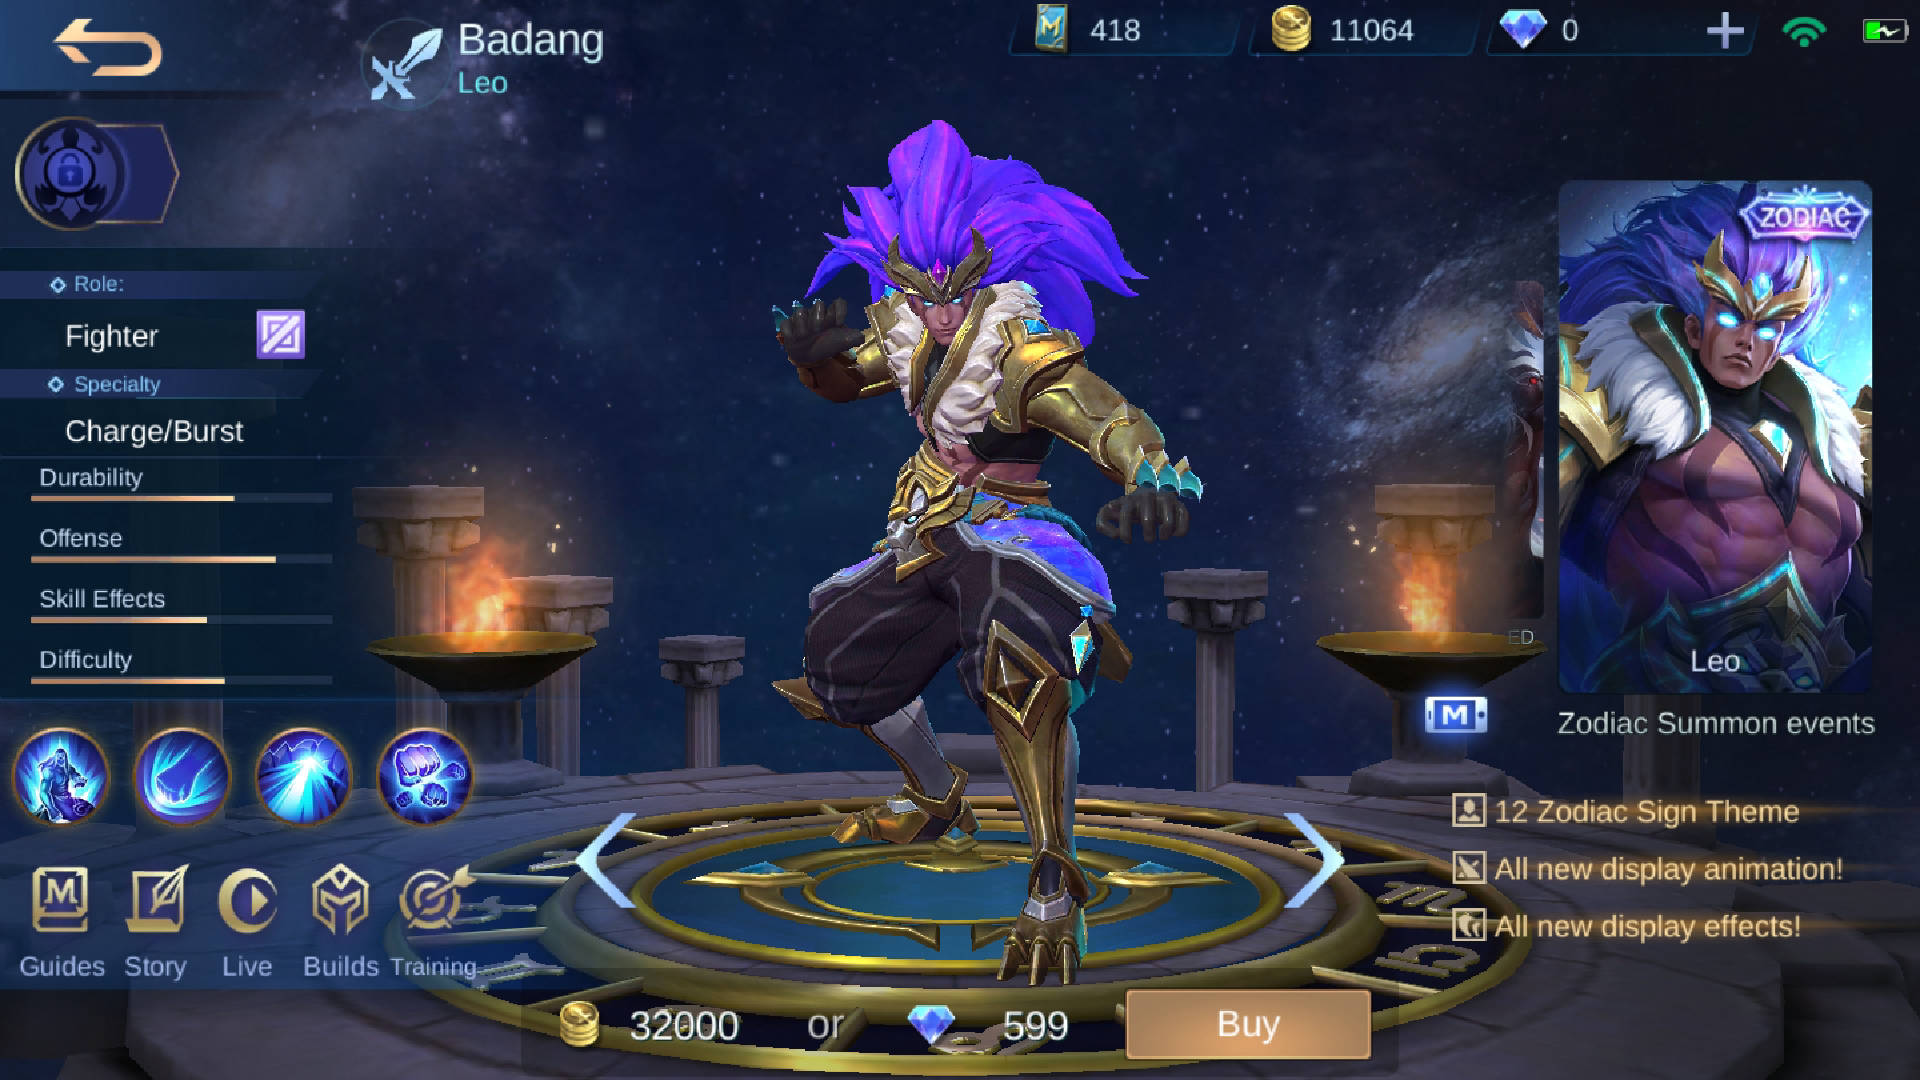 Badang
Leo
418
11064
0
Role:
Fighter
Specialty
Charge/Burst
Durability
Offense
Skill Effects
Difficulty
Guides
Story
Live
Builds
Training
ZODIAC
Leo
ED
M
Zodiac Summon events
12 Zodiac Sign Theme
All new display animation!
All new display effects!
32000 or 599
Buy